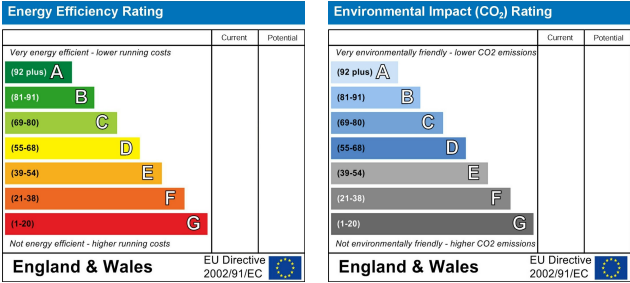 Energy Efficiency Rating
Current Potential
Very energy efficient - lower running costs
(92 plus) A
(81-91) B
(69-80) C
(55-68) D
(39-54) E
(21-38) F
(1-20) G
Not energy efficient - higher running costs
England & Wales
EU Directive
2002/91/EC
Environmental Impact (CO₂) Rating
Current Potential
Very environmentally friendly - lower CO2 emissions
(92 plus) A
(81-91) B
(69-80) C
(55-68) D
(39-54) E
(21-38) F
(1-20) G
Not environmentally friendly - higher CO2 emissions
England & Wales
EU Directive
2002/91/EC